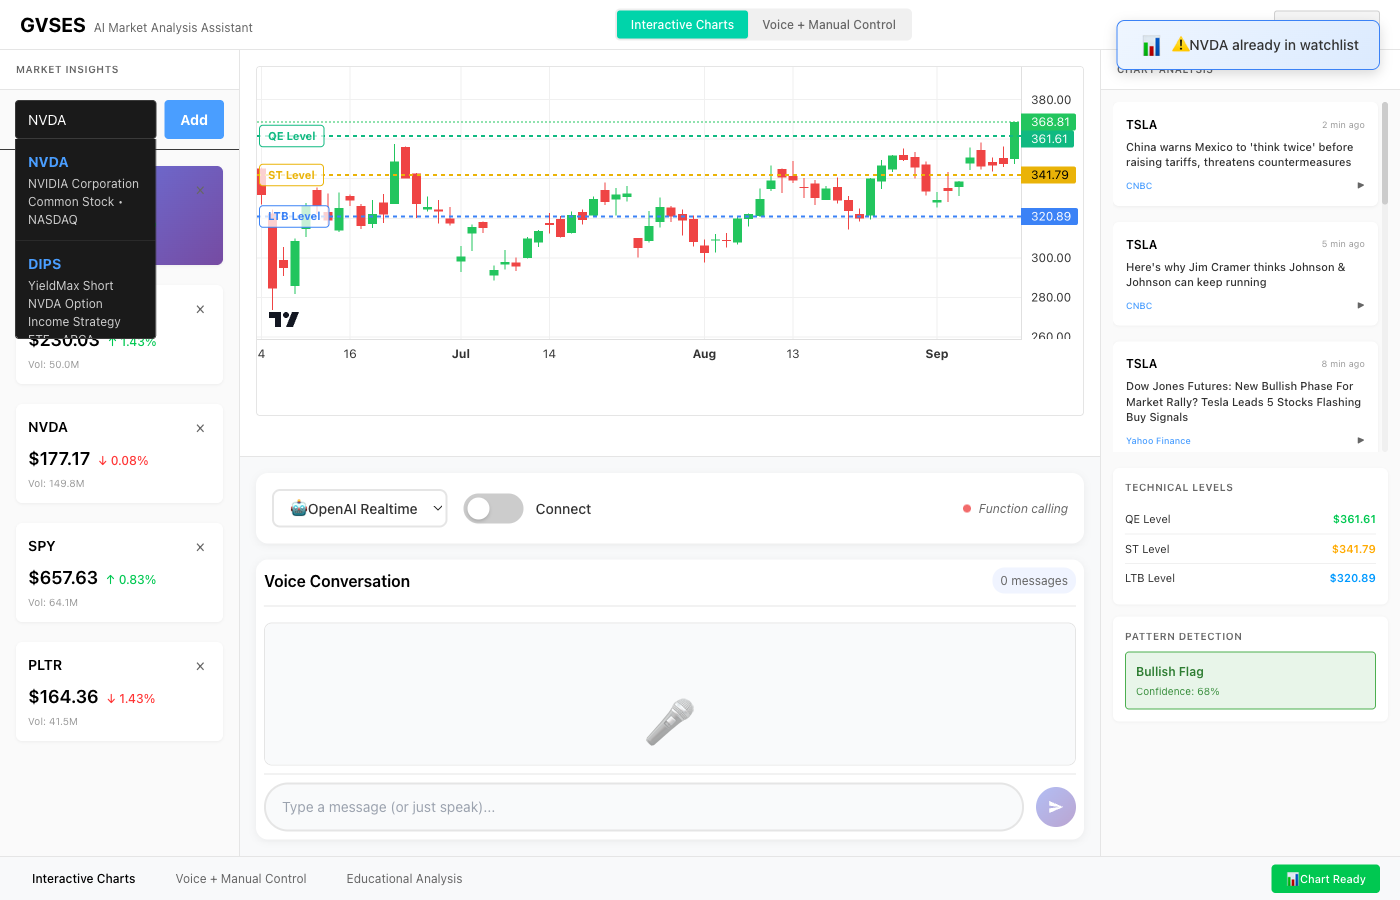 GVSES AI Market Analysis Assistant
Interactive Charts
Voice + Manual Control
⚠️NVDA already in watchlist
MARKET INSIGHTS
NVDA
Add
NVDA
NVIDIA Corporation
Common Stock •
NASDAQ
DIPS
YieldMax Short
NVDA Option
Income Strategy
$230.03 ↑ 1.43%
Vol: 50.0M
NVDA
×
$177.17 ↓ 0.08%
Vol: 149.8M
SPY
×
$657.63 ↑ 0.83%
Vol: 64.1M
PLTR
×
$164.36 ↓ 1.43%
Vol: 41.5M
QE Level
ST Level
LTB Level
380.00
368.81
361.61
341.79
320.89
300.00
280.00
260.00
4 16 Jul 14 Aug 13 Sep
OpenAI Realtime
Connect
Function calling
Voice Conversation
0 messages
Type a message (or just speak)...
CHART ANALYSIS
TSLA
2 min ago
China warns Mexico to 'think twice' before
raising tariffs, threatens countermeasures
CNBC
TSLA
5 min ago
Here's why Jim Cramer thinks Johnson &
Johnson can keep running
CNBC
TSLA
8 min ago
Dow Jones Futures: New Bullish Phase For
Market Rally? Tesla Leads 5 Stocks Flashing
Buy Signals
Yahoo Finance
TECHNICAL LEVELS
QE Level $361.61
ST Level $341.79
LTB Level $320.89
PATTERN DETECTION
Bullish Flag
Confidence: 68%
Interactive Charts
Voice + Manual Control
Educational Analysis
Chart Ready